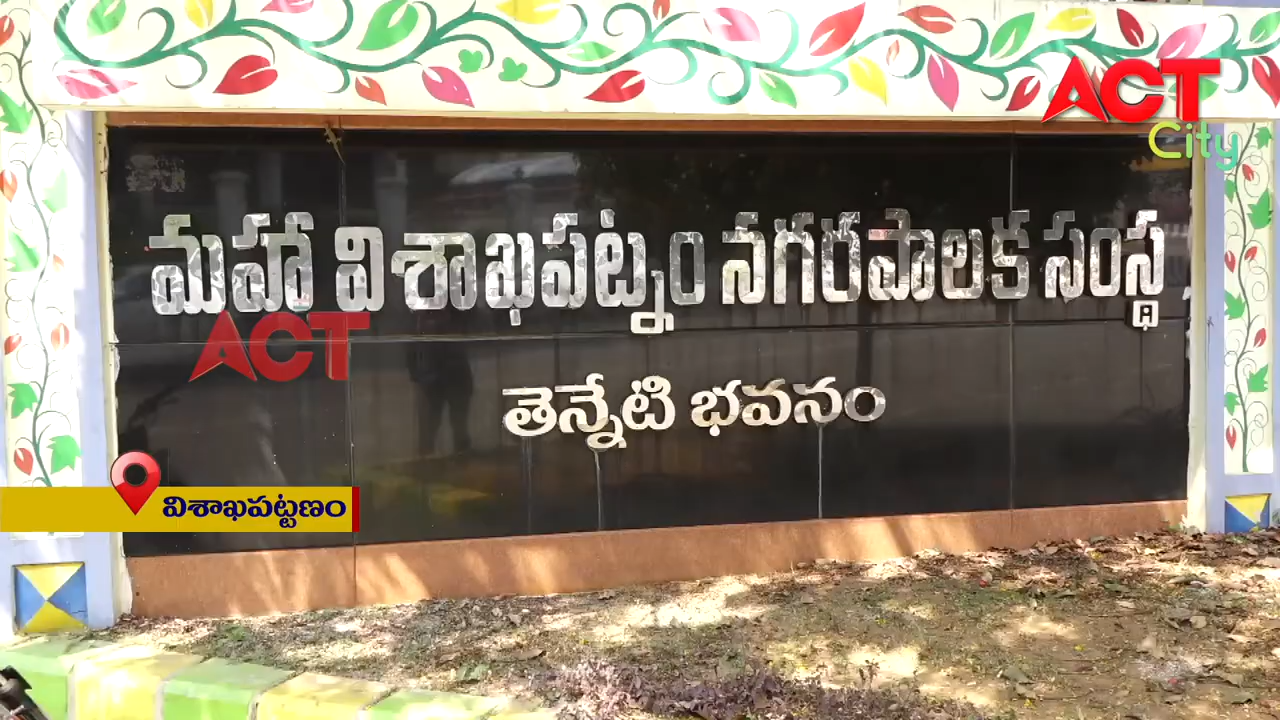 ACT
City
మహా విశాఖపట్నం నగరపాలక సంస్థ
ACT
తెన్నేటి భవనం
విశాఖపట్టణం